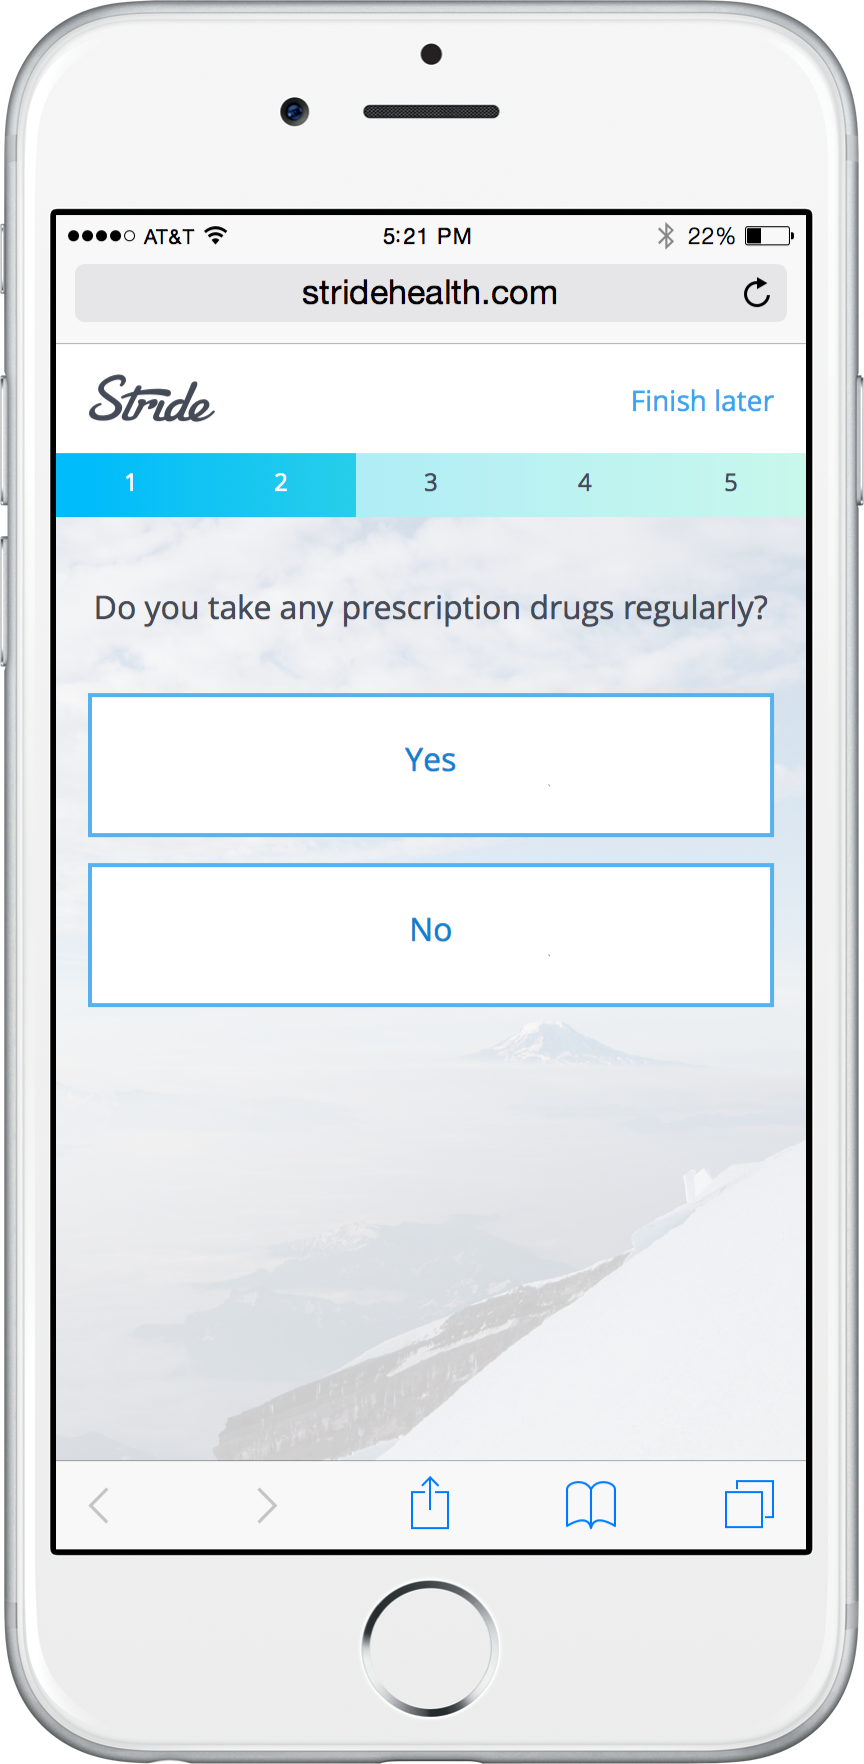 AT&T 5:21 PM 22%
stridehealth.com
Stride Finish later
1 2 3 4 5
Do you take any prescription drugs regularly?
Yes
No